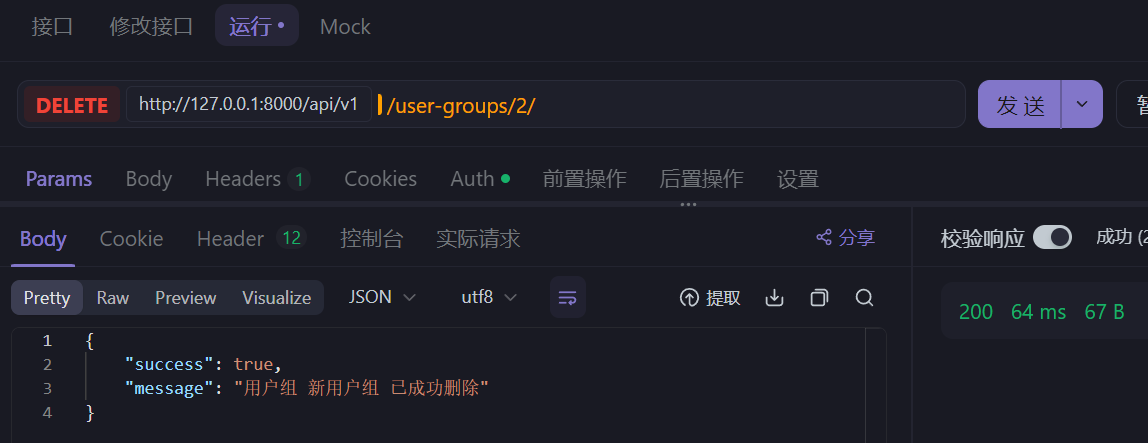 接口 修改接口 运行 Mock
DELETE http://127.0.0.1:8000/api/v1 /user-groups/2/ 发 送
Params Body Headers 1 Cookies Auth 前置操作 后置操作 设置
Body Cookie Header 12 控制台 实际请求 分享 校验响应 成功 (2
Pretty Raw Preview Visualize JSON utf8 提取 200 64 ms 67 B
1 {
2 "success": true,
3 "message": "用户组 新用户组 已成功删除"
4 }